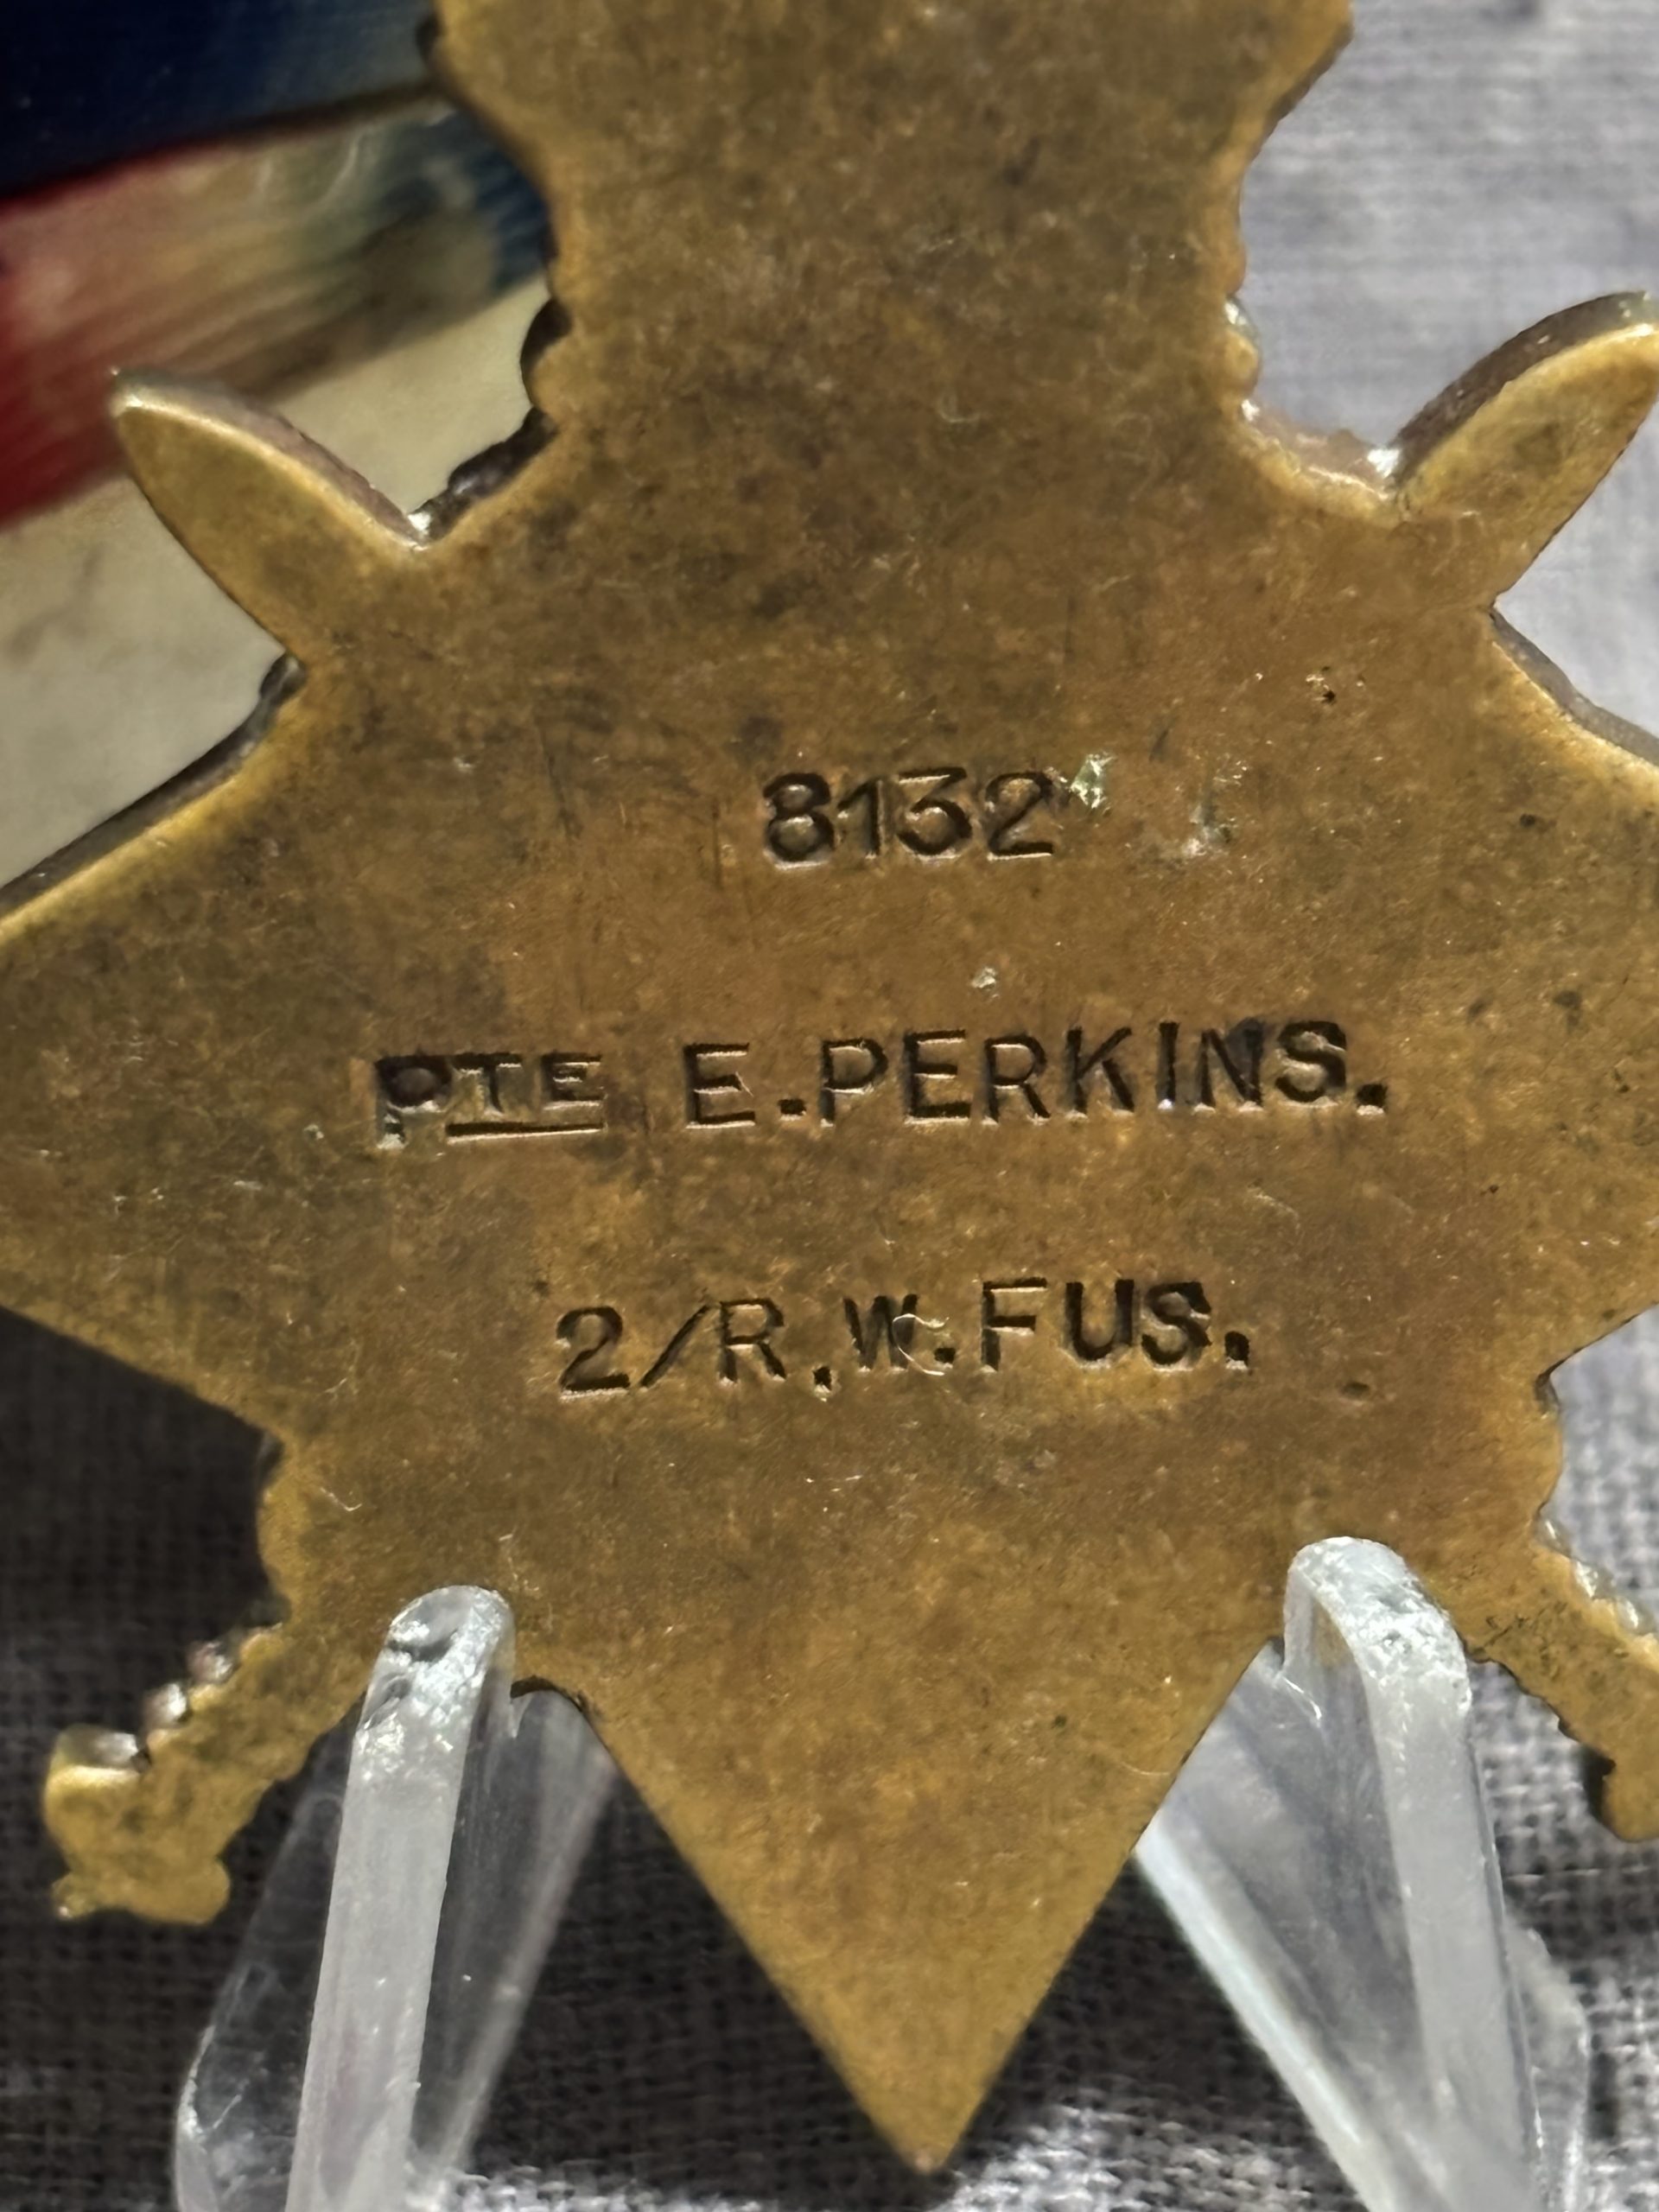 8132
PTE E.PERKINS.
2/R.W.FUS.